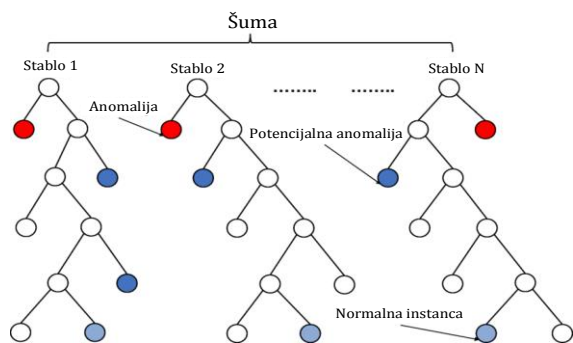 Šuma
Stablo 1
Stablo 2
........
........
Stablo N
Anomalija
Potencijalna anomalija
Normalna instanca